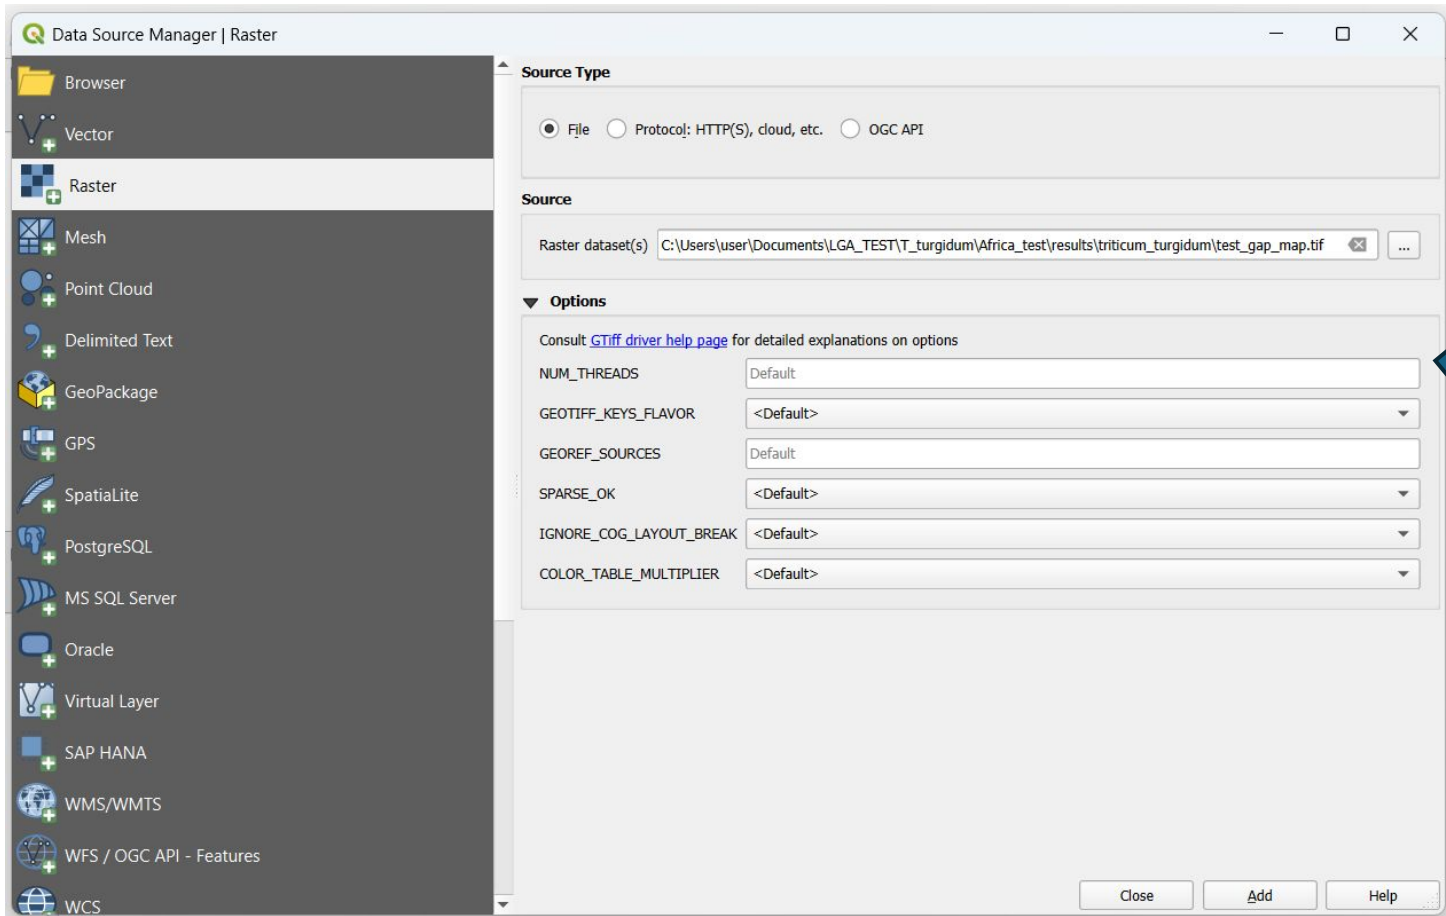 Data Source Manager | Raster
Browser
Vector
Raster
Mesh
Point Cloud
Delimited Text
GeoPackage
GPS
SpatiaLite
PostgreSQL
MS SQL Server
Oracle
Virtual Layer
SAP HANA
WMS/WMTS
WFS / OGC API - Features
WCS
Source Type
File Protocol: HTTP(S), cloud, etc. OGC API
Source
Raster dataset(s) C:\Users\user\Documents\LGA_TEST\T_turgidum\Africa_test\results\triticum_turgidum\test_gap_map.tif ...
Options
Consult GTiff driver help page for detailed explanations on options
NUM_THREADS Default
GEOTIFF_KEYS_FLAVOR <Default>
GEOREF_SOURCES Default
SPARSE_OK <Default>
IGNORE_COG_LAYOUT_BREAK <Default>
COLOR_TABLE_MULTIPLIER <Default>
Close Add Help